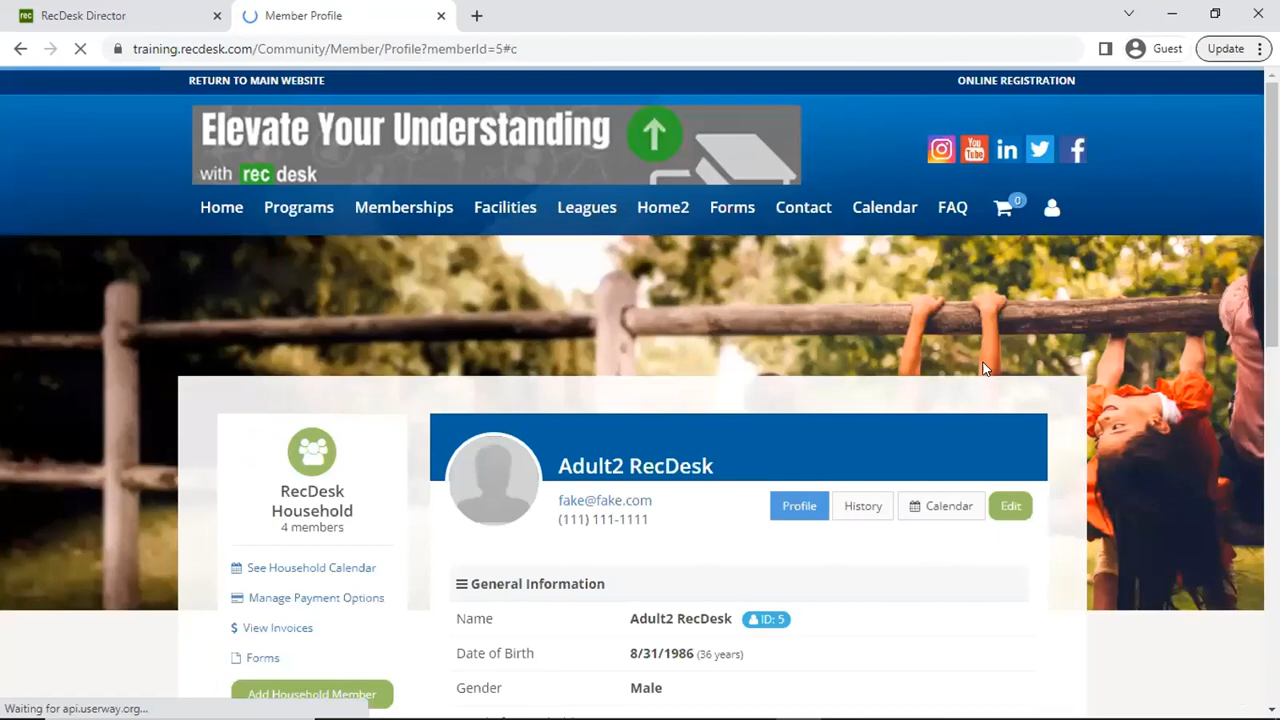 RecDesk Director
Member Profile
training.recdesk.com/Community/Member/Profile?memberId=5#c
Guest
Update
RETURN TO MAIN WEBSITE
ONLINE REGISTRATION
Elevate Your Understanding
with rec desk
Home
Programs
Memberships
Facilities
Leagues
Home2
Forms
Contact
Calendar
FAQ
0
RecDesk
Household
4 members
See Household Calendar
Manage Payment Options
$ View Invoices
Forms
Add Household Member
Adult2 RecDesk
fake@fake.com
(111) 111-1111
Profile
History
Calendar
Edit
General Information
Name
Adult2 RecDesk
ID: 5
Date of Birth
8/31/1986 (36 years)
Gender
Male
Waiting for api.userway.org...